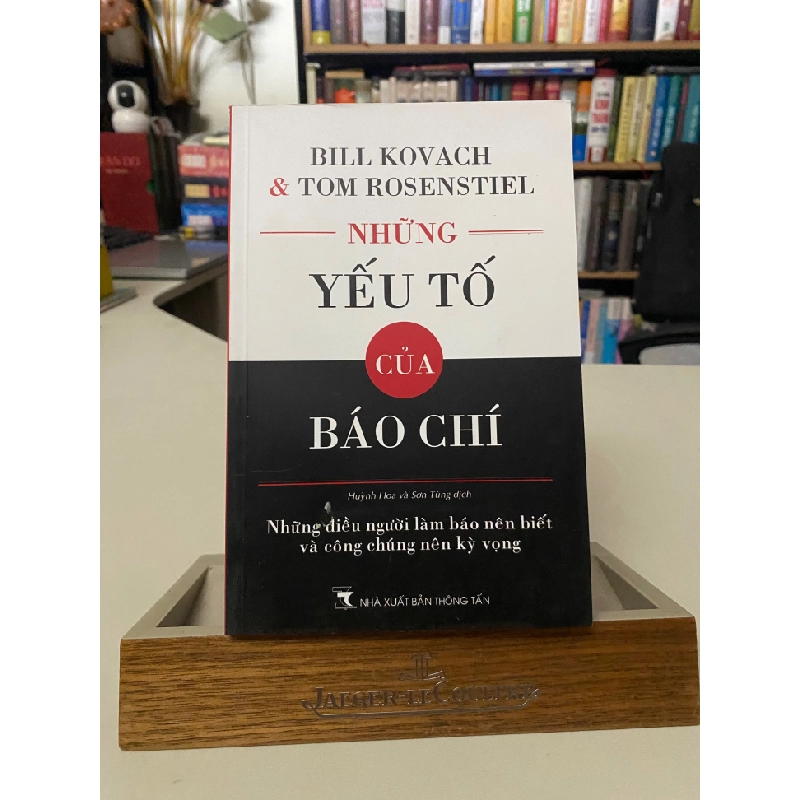 BILL KOVACH
& TOM ROSENSTIEL
NHỮNG
YẾU TỐ
CỦA
BÁO CHÍ
Huỳnh Hoa và Sơn Tùng dịch
Những điều người làm báo nên biết
và công chúng nên kỳ vọng
NHÀ XUẤT BẢN THÔNG TẤN
JAEGER-LECOULTRE